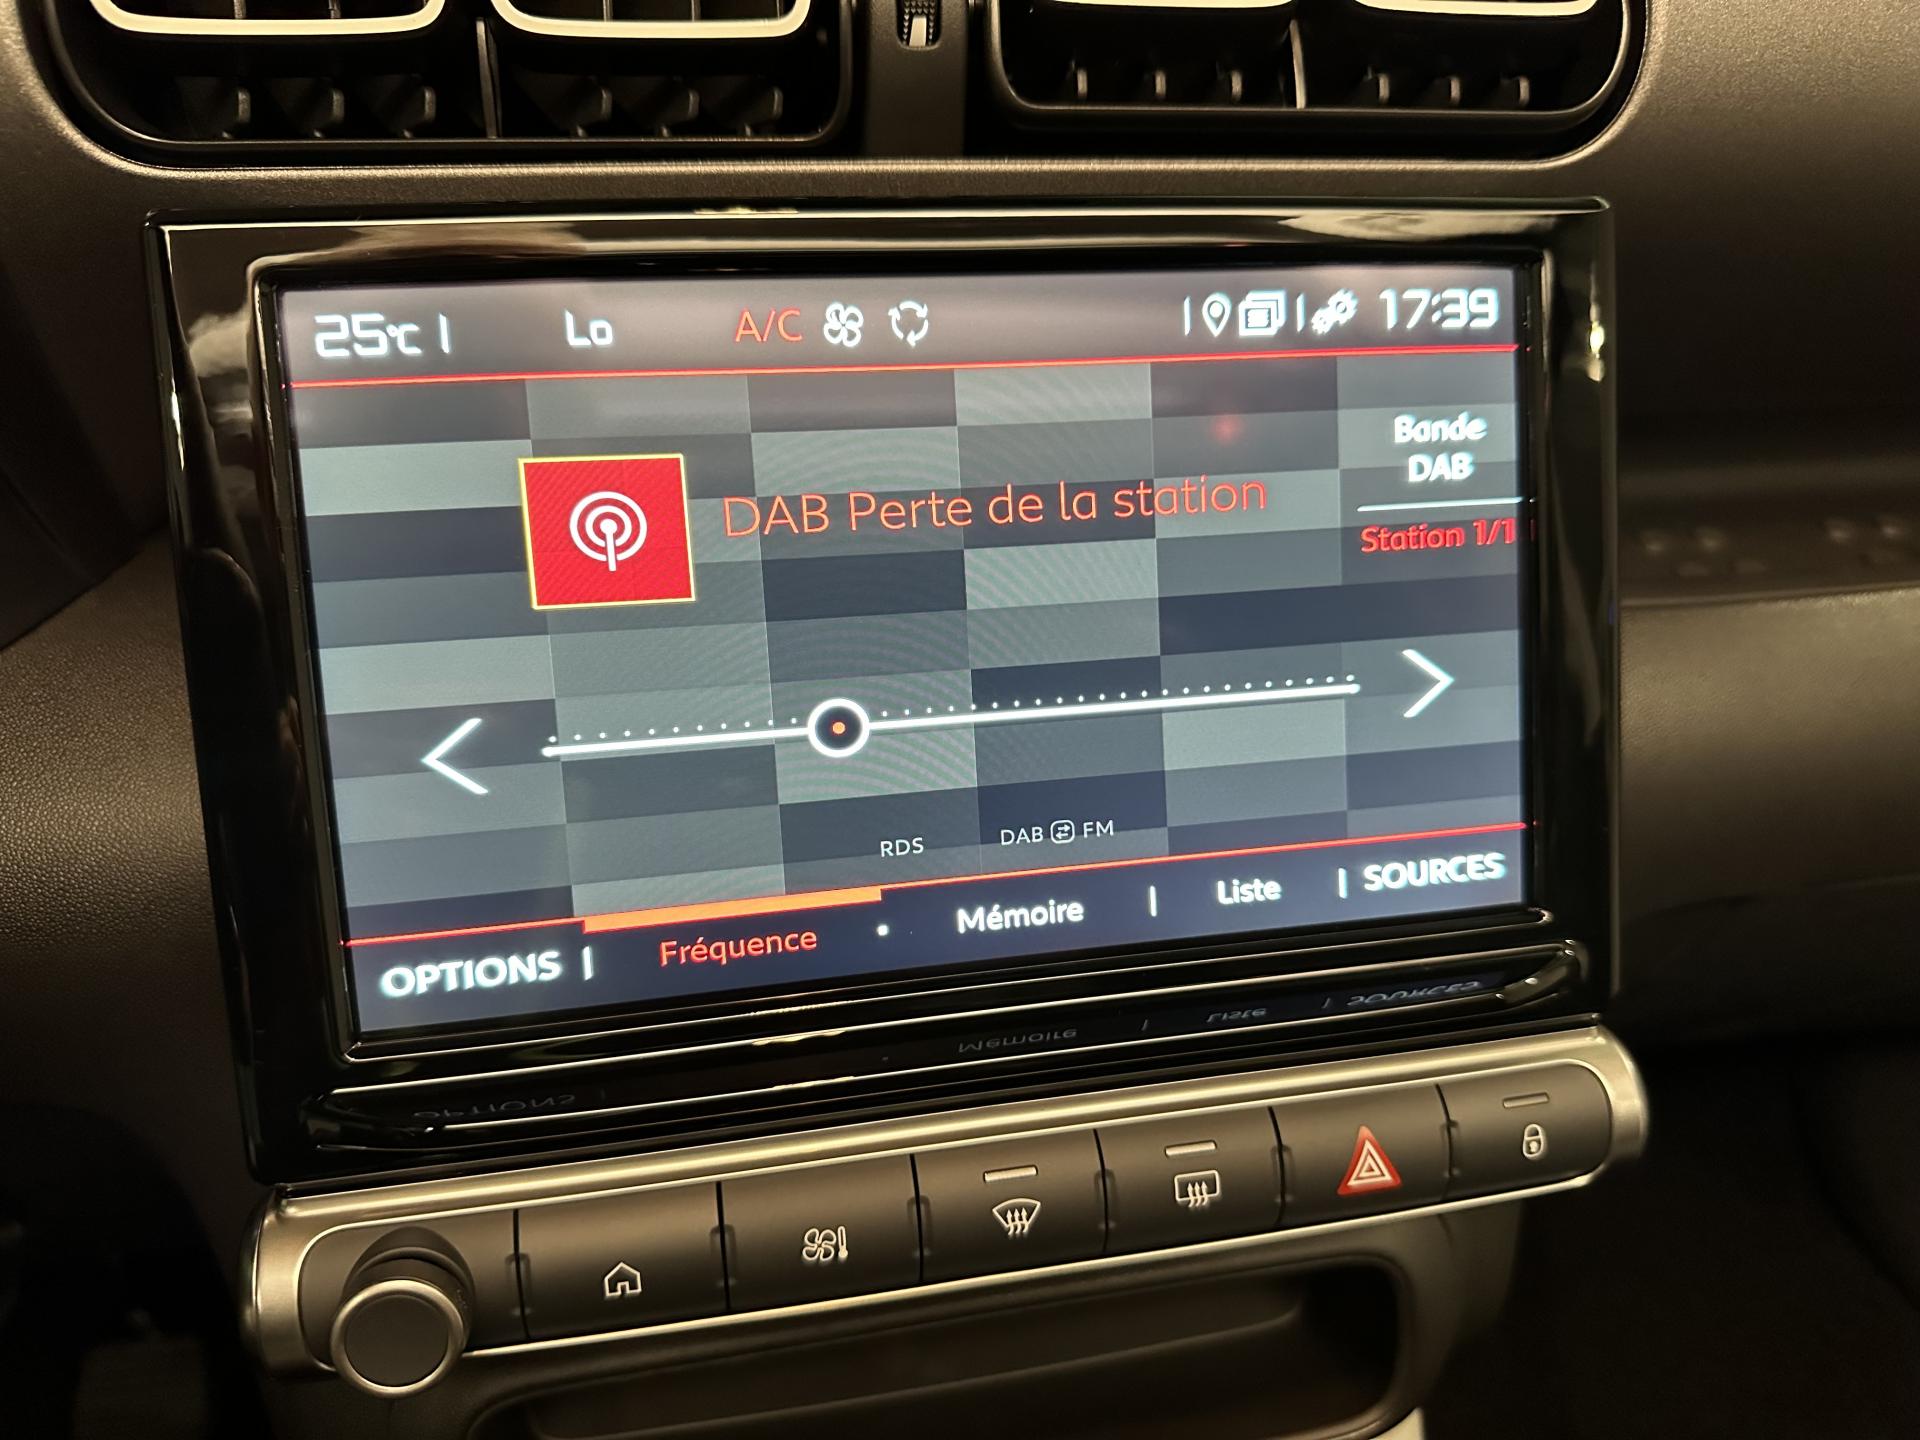 25°C Lo A/C 17:39
Bande
DAB
DAB Perte de la station
Station 1/1
RDS DAB FM
OPTIONS Fréquence Mémoire Liste SOURCES